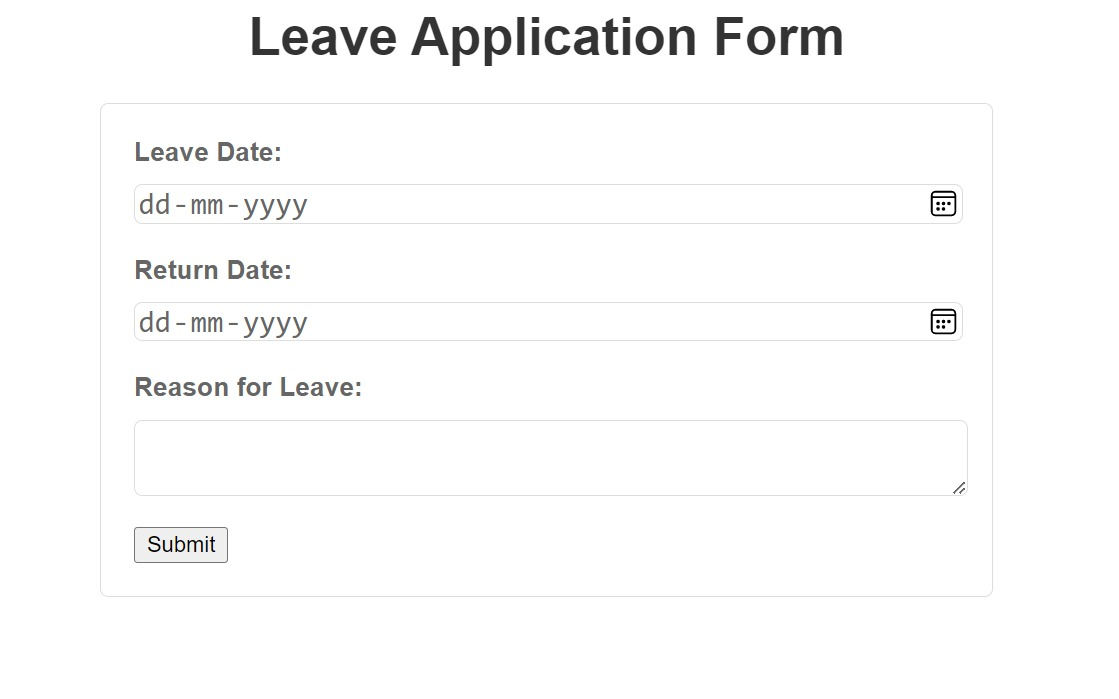 Leave Application Form
Leave Date:
dd-mm-yyyy
Return Date:
dd-mm-yyyy
Reason for Leave:
Submit